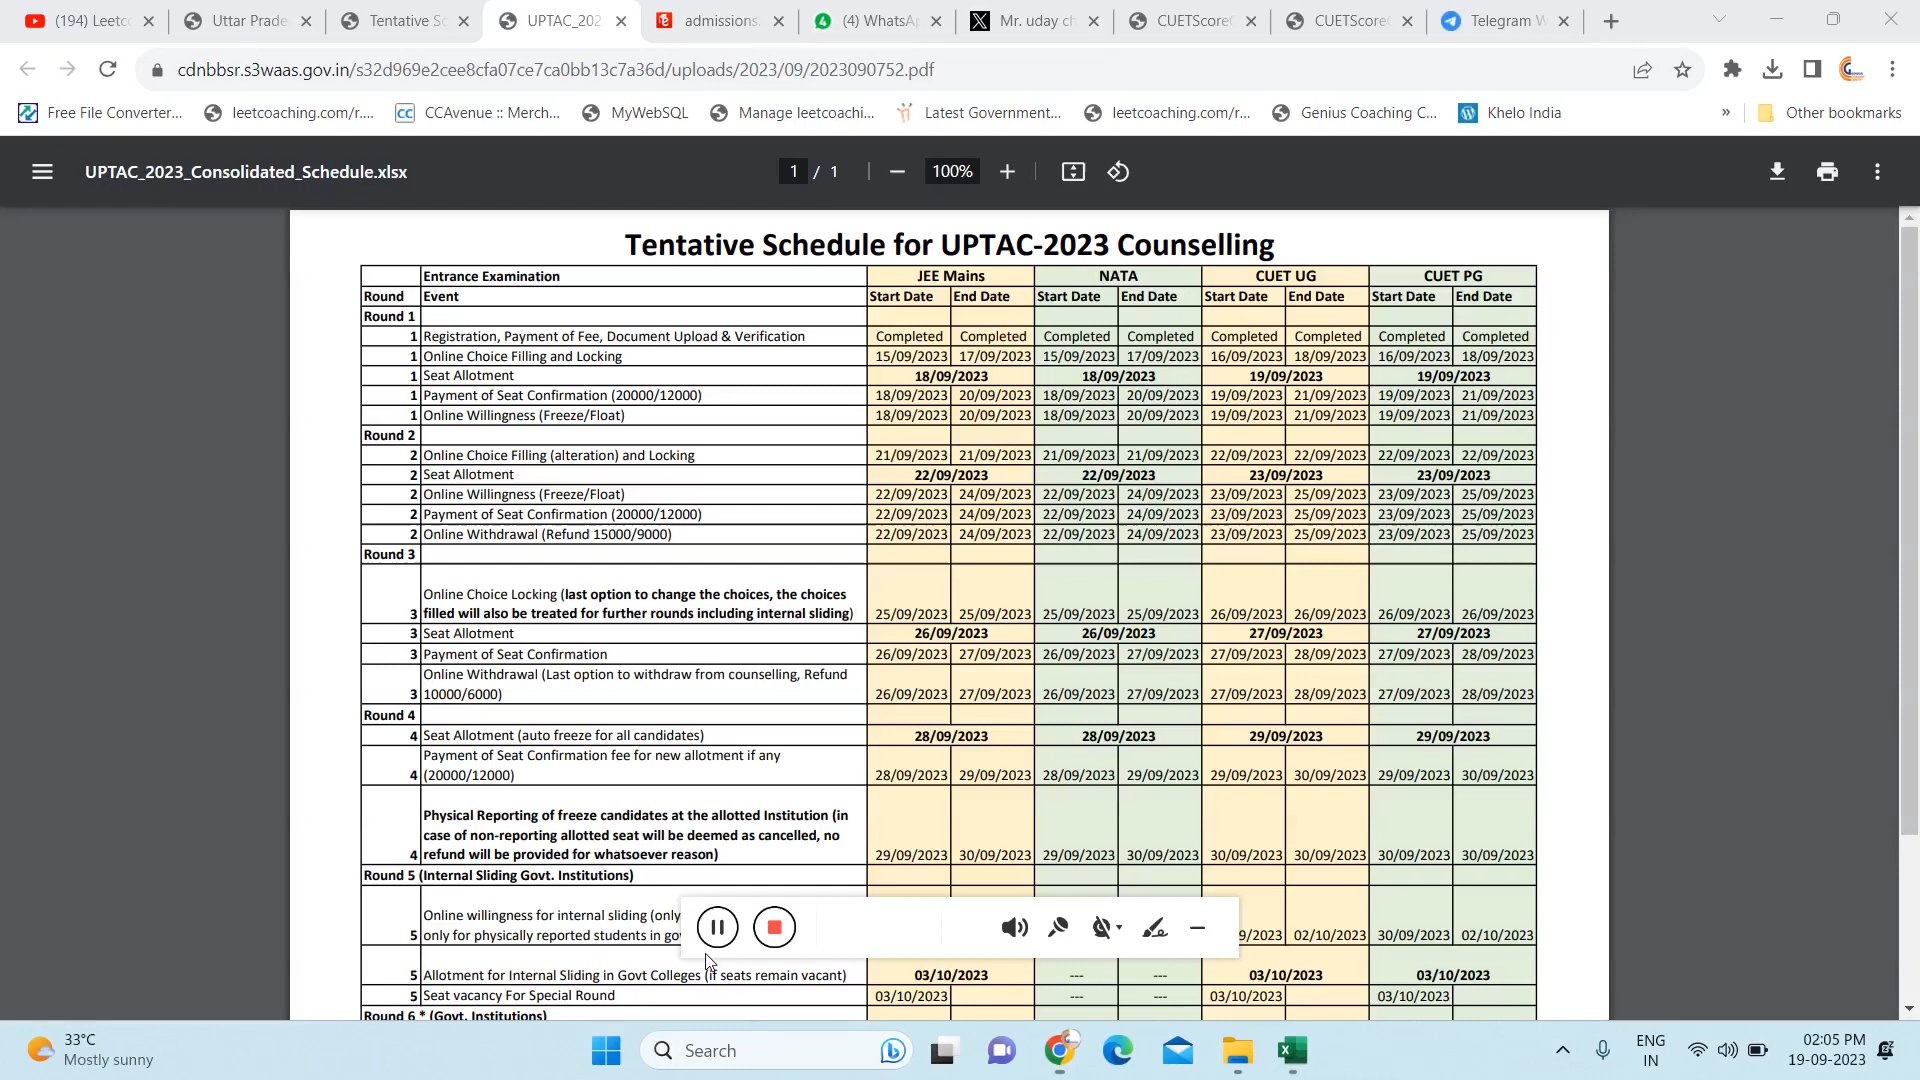 (194) Leetc
Uttar Prade
Tentative Sc
UPTAC_202
admissions
(4) WhatsAp
Mr. uday ch
CUETScore
CUETScore
Telegram W
cdnbbsr.s3waas.gov.in/s32d969e2cee8cfa07ce7ca0bb13c7a36d/uploads/2023/09/2023090752.pdf
Free File Converter...
leetcoaching.com/r....
CCAvenue :: Merch...
MyWebSQL
Manage leetcoachi...
Latest Government...
leetcoaching.com/r...
Genius Coaching C...
Khelo India
»
Other bookmarks
UPTAC_2023_Consolidated_Schedule.xlsx
1 / 1
100%
Tentative Schedule for UPTAC-2023 Counselling
Entrance Examination JEE Mains NATA CUET UG CUET PG
Round Event Start Date End Date Start Date End Date Start Date End Date Start Date End Date
Round 1
1 Registration, Payment of Fee, Document Upload & Verification Completed Completed Completed Completed Completed Completed Completed Completed
1 Online Choice Filling and Locking 15/09/2023 17/09/2023 15/09/2023 17/09/2023 16/09/2023 18/09/2023 16/09/2023 18/09/2023
1 Seat Allotment 18/09/2023 18/09/2023 19/09/2023 19/09/2023
1 Payment of Seat Confirmation (20000/12000) 18/09/2023 20/09/2023 18/09/2023 20/09/2023 19/09/2023 21/09/2023 19/09/2023 21/09/2023
1 Online Willingness (Freeze/Float) 18/09/2023 20/09/2023 18/09/2023 20/09/2023 19/09/2023 21/09/2023 19/09/2023 21/09/2023
Round 2
2 Online Choice Filling (alteration) and Locking 21/09/2023 21/09/2023 21/09/2023 21/09/2023 22/09/2023 22/09/2023 22/09/2023 22/09/2023
2 Seat Allotment 22/09/2023 22/09/2023 23/09/2023 23/09/2023
2 Online Willingness (Freeze/Float) 22/09/2023 24/09/2023 22/09/2023 24/09/2023 23/09/2023 25/09/2023 23/09/2023 25/09/2023
2 Payment of Seat Confirmation (20000/12000) 22/09/2023 24/09/2023 22/09/2023 24/09/2023 23/09/2023 25/09/2023 23/09/2023 25/09/2023
2 Online Withdrawal (Refund 15000/9000) 22/09/2023 24/09/2023 22/09/2023 24/09/2023 23/09/2023 25/09/2023 23/09/2023 25/09/2023
Round 3
Online Choice Locking (last option to change the choices, the choices
3 filled will also be treated for further rounds including internal sliding) 25/09/2023 25/09/2023 25/09/2023 25/09/2023 26/09/2023 26/09/2023 26/09/2023 26/09/2023
3 Seat Allotment 26/09/2023 26/09/2023 27/09/2023 27/09/2023
3 Payment of Seat Confirmation 26/09/2023 27/09/2023 26/09/2023 27/09/2023 27/09/2023 28/09/2023 27/09/2023 28/09/2023
Online Withdrawal (Last option to withdraw from counselling, Refund
3 10000/6000) 26/09/2023 27/09/2023 26/09/2023 27/09/2023 27/09/2023 28/09/2023 27/09/2023 28/09/2023
Round 4
4 Seat Allotment (auto freeze for all candidates) 28/09/2023 28/09/2023 29/09/2023 29/09/2023
Payment of Seat Confirmation fee for new allotment if any
4 (20000/12000) 28/09/2023 29/09/2023 28/09/2023 29/09/2023 29/09/2023 30/09/2023 29/09/2023 30/09/2023
Physical Reporting of freeze candidates at the allotted Institution (in
case of non-reporting allotted seat will be deemed as cancelled, no
4 refund will be provided for whatsoever reason) 29/09/2023 30/09/2023 29/09/2023 30/09/2023 30/09/2023 30/09/2023 30/09/2023 30/09/2023
Round 5 (Internal Sliding Govt. Institutions)
Online willingness for internal sliding (only
5 only for physically reported students in go 9/2023 02/10/2023 30/09/2023 02/10/2023
5 Allotment for Internal Sliding in Govt Colleges (if seats remain vacant) 03/10/2023 --- --- 03/10/2023 03/10/2023
5 Seat vacancy For Special Round 03/10/2023 --- --- 03/10/2023 03/10/2023
Round 6 * (Govt. Institutions)
33°C
Mostly sunny
Search
ENG
IN
02:05 PM
19-09-2023